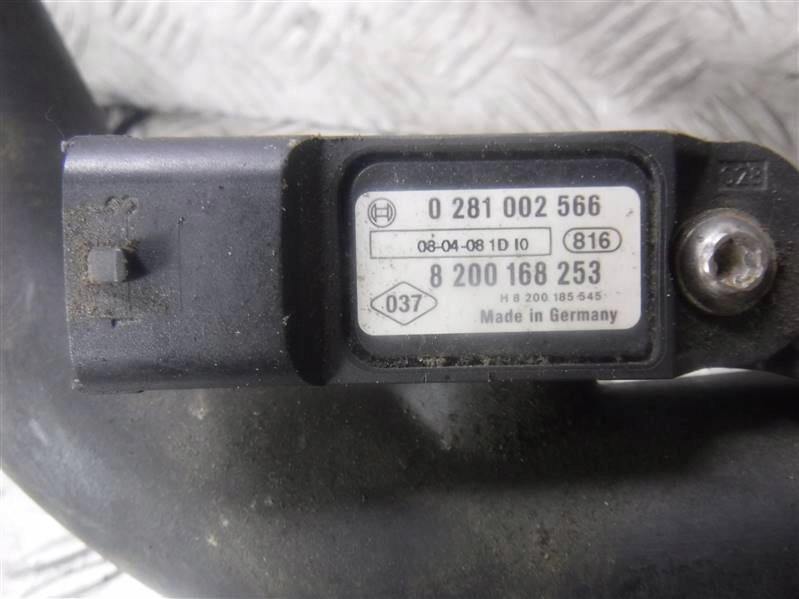 0 281 002 566
08-04-08 1D I0 816
8 200 168 253
037
H 8 200 185 545
Made in Germany